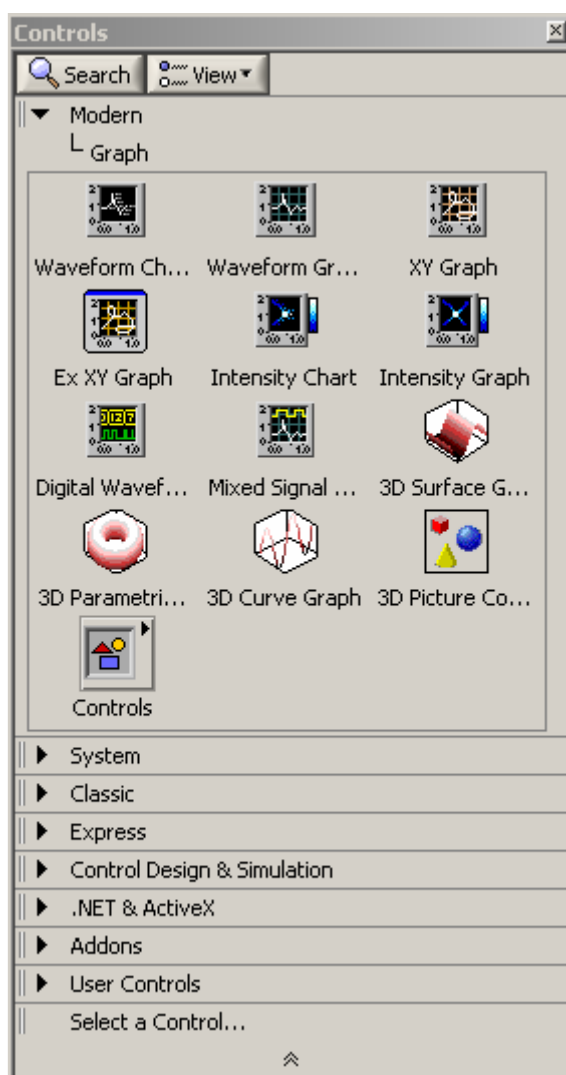 Controls
Search View
Modern
Graph
Waveform Ch... Waveform Gr... XY Graph
Ex XY Graph Intensity Chart Intensity Graph
Digital Wavef... Mixed Signal ... 3D Surface G...
3D Parametri... 3D Curve Graph 3D Picture Co...
Controls
System
Classic
Express
Control Design & Simulation
.NET & ActiveX
Addons
User Controls
Select a Control...